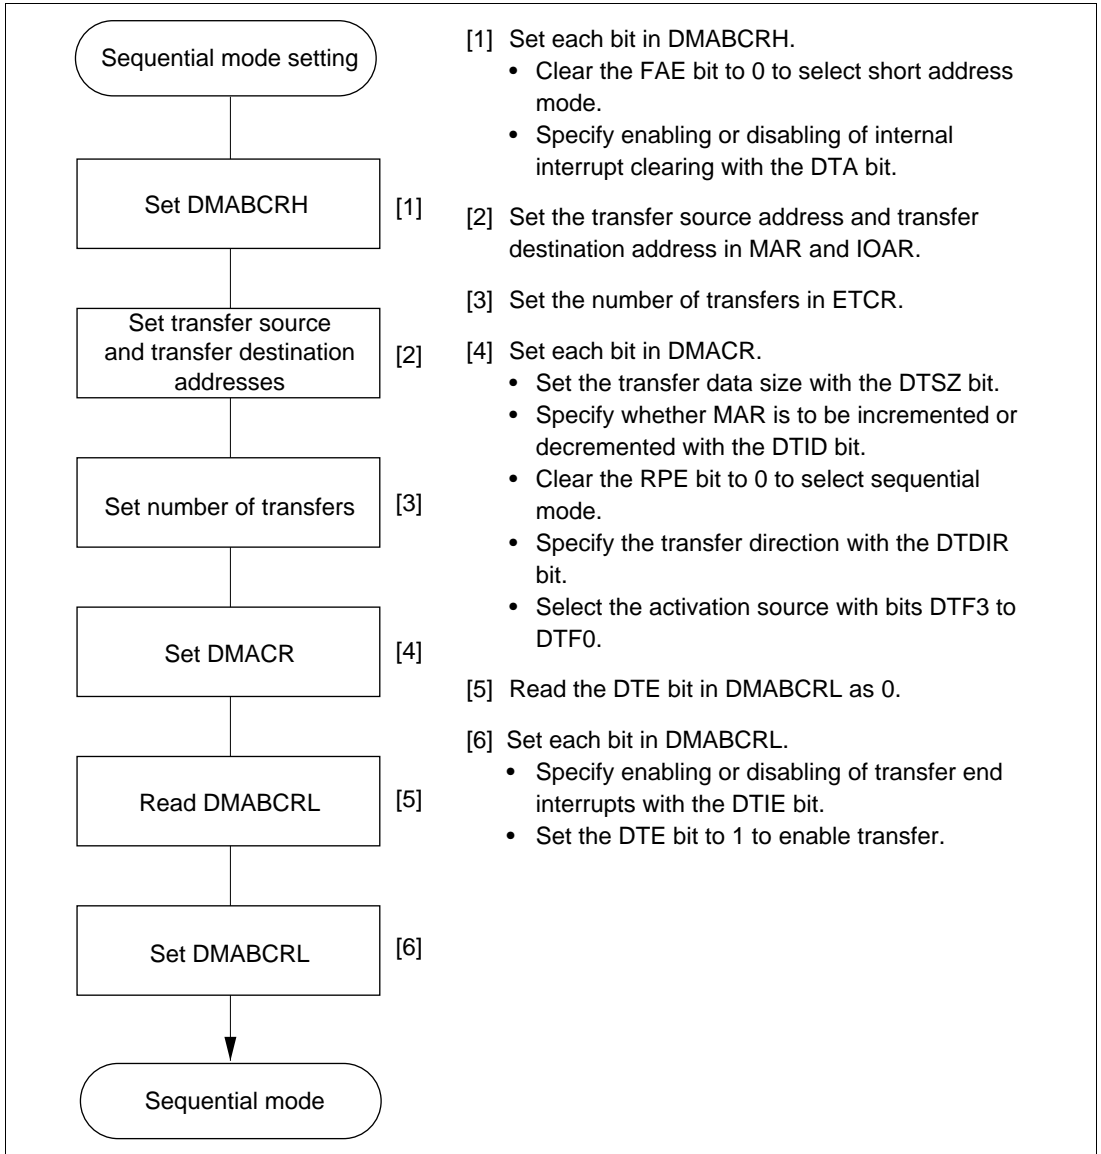 Sequential mode setting
Set DMABCRH [1]
Set transfer source
and transfer destination
addresses
[2]
Set number of transfers [3]
Set DMACR [4]
Read DMABCRL [5]
Set DMABCRL [6]
Sequential mode
[1] Set each bit in DMABCRH.
• Clear the FAE bit to 0 to select short address
mode.
• Specify enabling or disabling of internal
interrupt clearing with the DTA bit.
[2] Set the transfer source address and transfer
destination address in MAR and IOAR.
[3] Set the number of transfers in ETCR.
[4] Set each bit in DMACR.
• Set the transfer data size with the DTSZ bit.
• Specify whether MAR is to be incremented or
decremented with the DTID bit.
• Clear the RPE bit to 0 to select sequential
mode.
• Specify the transfer direction with the DTDIR
bit.
• Select the activation source with bits DTF3 to
DTF0.
[5] Read the DTE bit in DMABCRL as 0.
[6] Set each bit in DMABCRL.
• Specify enabling or disabling of transfer end
interrupts with the DTIE bit.
• Set the DTE bit to 1 to enable transfer.